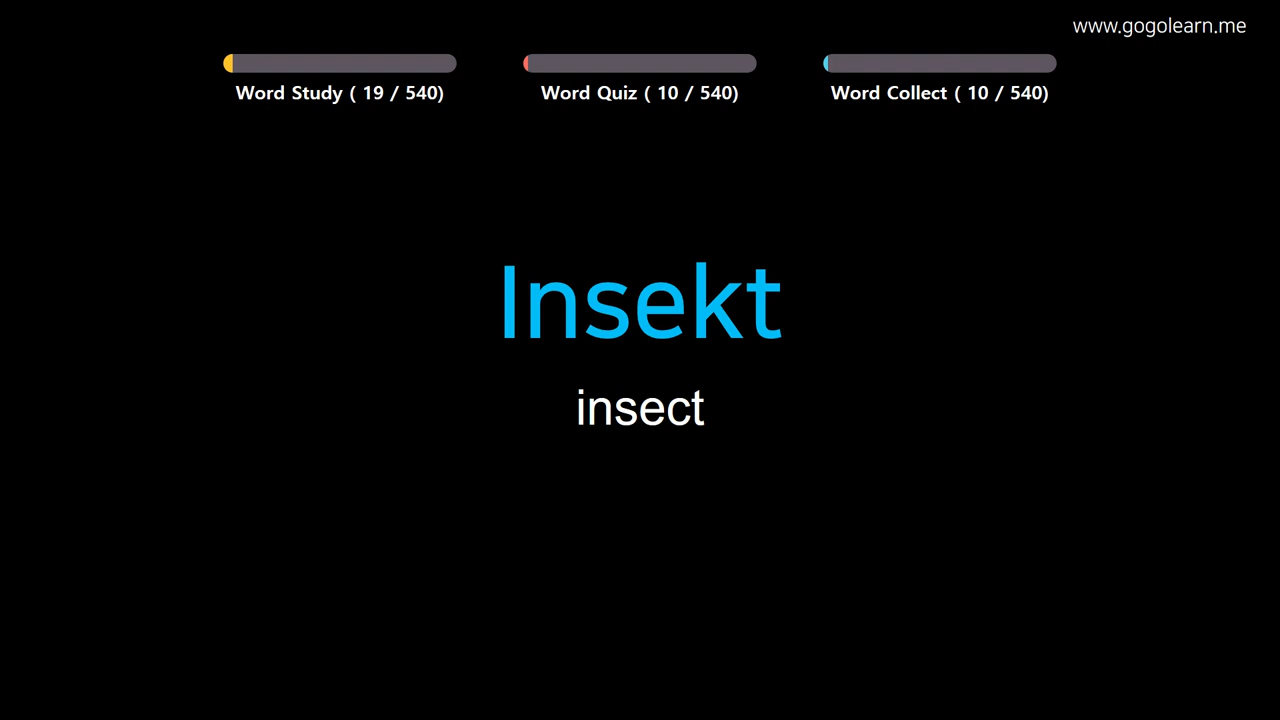 www.gogolearn.me
Word Study ( 19 / 540)
Word Quiz ( 10 / 540)
Word Collect ( 10 / 540)
Insekt
insect